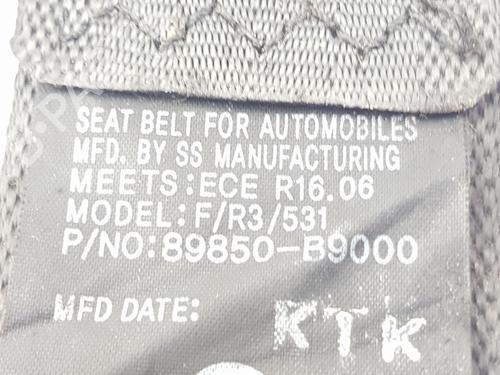 SEAT BELT FOR AUTOMOBILES
MFD. BY SS MANUFACTURING
MEETS:ECE R16.06
MODEL: F/R3/531
P/NO:89850-B9000
MFD DATE: KTK